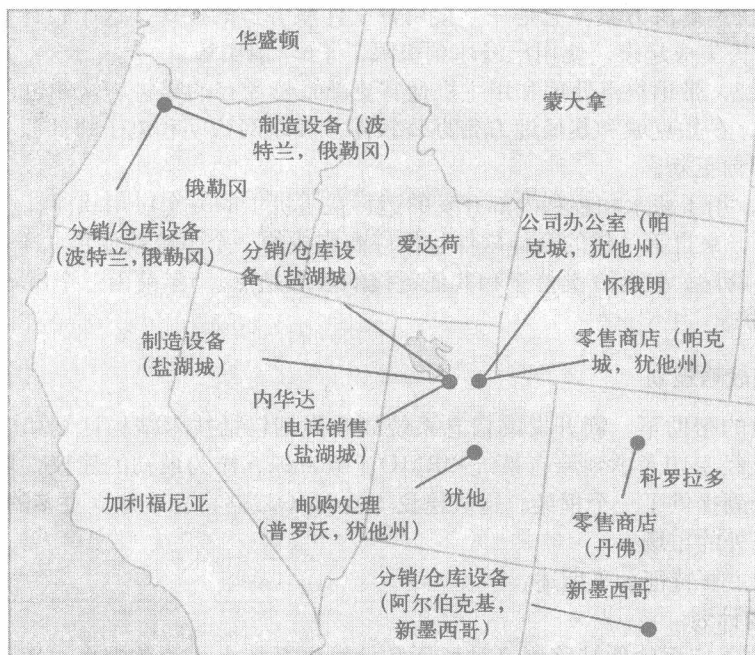 华盛顿
蒙大拿
制造设备（波
特兰，俄勒冈）
俄勒冈
分销/仓库设备
（波特兰，俄勒冈）
分销/仓库设
备（盐湖城）
爱达荷
公司办公室（帕
克城，犹他州）
怀俄明
制造设备
（盐湖城）
零售商店（帕克
城，犹他州）
内华达
电话销售
（盐湖城）
科罗拉多
加利福尼亚
邮购处理
（普罗沃，犹他州）
犹他
零售商店
（丹佛）
分销/仓库设备
（阿尔伯克基，
新墨西哥）
新墨西哥